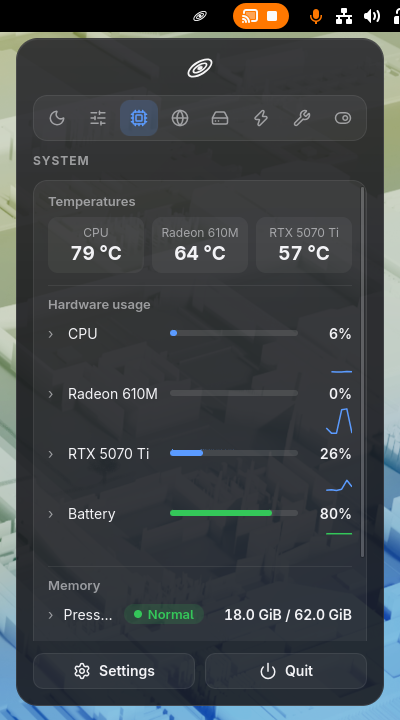 SYSTEM
Temperatures
CPU Radeon 610M RTX 5070 Ti
79 °C 64 °C 57 °C
Hardware usage
CPU 6%
Radeon 610M 0%
RTX 5070 Ti 26%
Battery 80%
Memory
Press... Normal 18.0 GiB / 62.0 GiB
Settings Quit